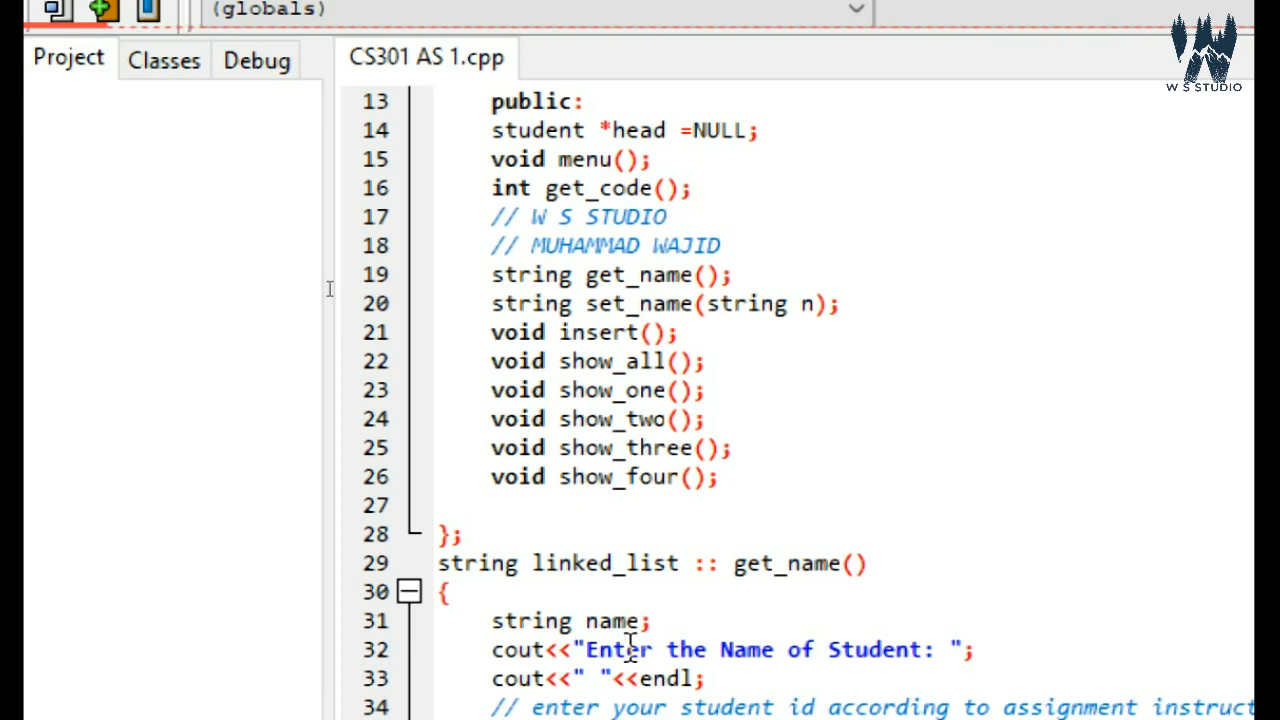 (globals)
Project
Classes
Debug
CS301 AS 1.cpp
W S STUDIO
13 public:
14 student *head =NULL;
15 void menu();
16 int get_code();
17 // W S STUDIO
18 // MUHAMMAD WAJID
19 string get_name();
20 string set_name(string n);
21 void insert();
22 void show_all();
23 void show_one();
24 void show_two();
25 void show_three();
26 void show_four();
27
28 };
29 string linked_list :: get_name()
30 {
31 string name;
32 cout<<"Enter the Name of Student: ";
33 cout<<" "<<endl;
34 // enter your student id according to assignment instruct